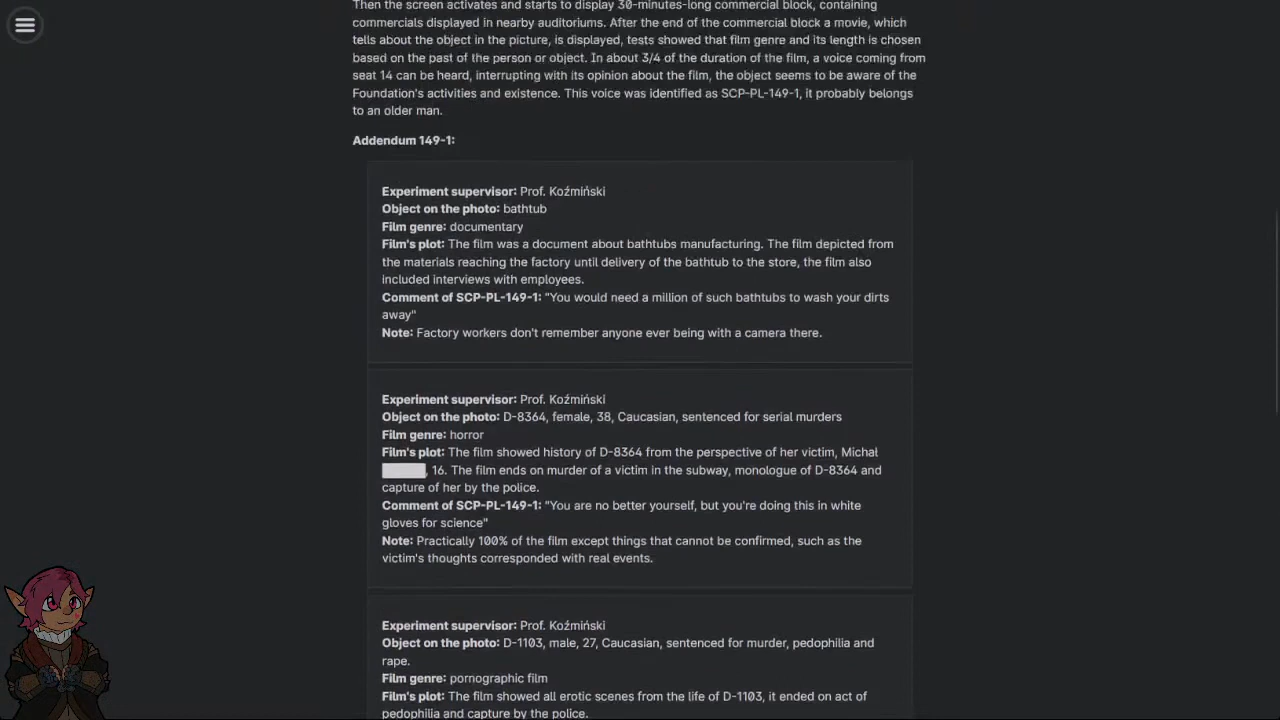 Then the screen activates and starts to display 30-minutes-long commercial block, containing
commercials displayed in nearby auditoriums. After the end of the commercial block a movie, which
tells about the object in the picture, is displayed, tests showed that film genre and its length is chosen
based on the past of the person or object. In about 3/4 of the duration of the film, a voice coming from
seat 14 can be heard, interrupting with its opinion about the film, the object seems to be aware of the
Foundation's activities and existence. This voice was identified as SCP-PL-149-1, it probably belongs
to an older man.
Addendum 149-1:
Experiment supervisor: Prof. Koźmiński
Object on the photo: bathtub
Film genre: documentary
Film's plot: The film was a document about bathtubs manufacturing. The film depicted from
the materials reaching the factory until delivery of the bathtub to the store, the film also
included interviews with employees.
Comment of SCP-PL-149-1: "You would need a million of such bathtubs to wash your dirts
away"
Note: Factory workers don't remember anyone ever being with a camera there.
Experiment supervisor: Prof. Koźmiński
Object on the photo: D-8364, female, 38, Caucasian, sentenced for serial murders
Film genre: horror
Film's plot: The film showed history of D-8364 from the perspective of her victim, Michal
, 16. The film ends on murder of a victim in the subway, monologue of D-8364 and
capture of her by the police.
Comment of SCP-PL-149-1: "You are no better yourself, but you're doing this in white
gloves for science"
Note: Practically 100% of the film except things that cannot be confirmed, such as the
victim's thoughts corresponded with real events.
Experiment supervisor: Prof. Koźmiński
Object on the photo: D-1103, male, 27, Caucasian, sentenced for murder, pedophilia and
rape.
Film genre: pornographic film
Film's plot: The film showed all erotic scenes from the life of D-1103, it ended on act of
pedophilia and capture by the police.